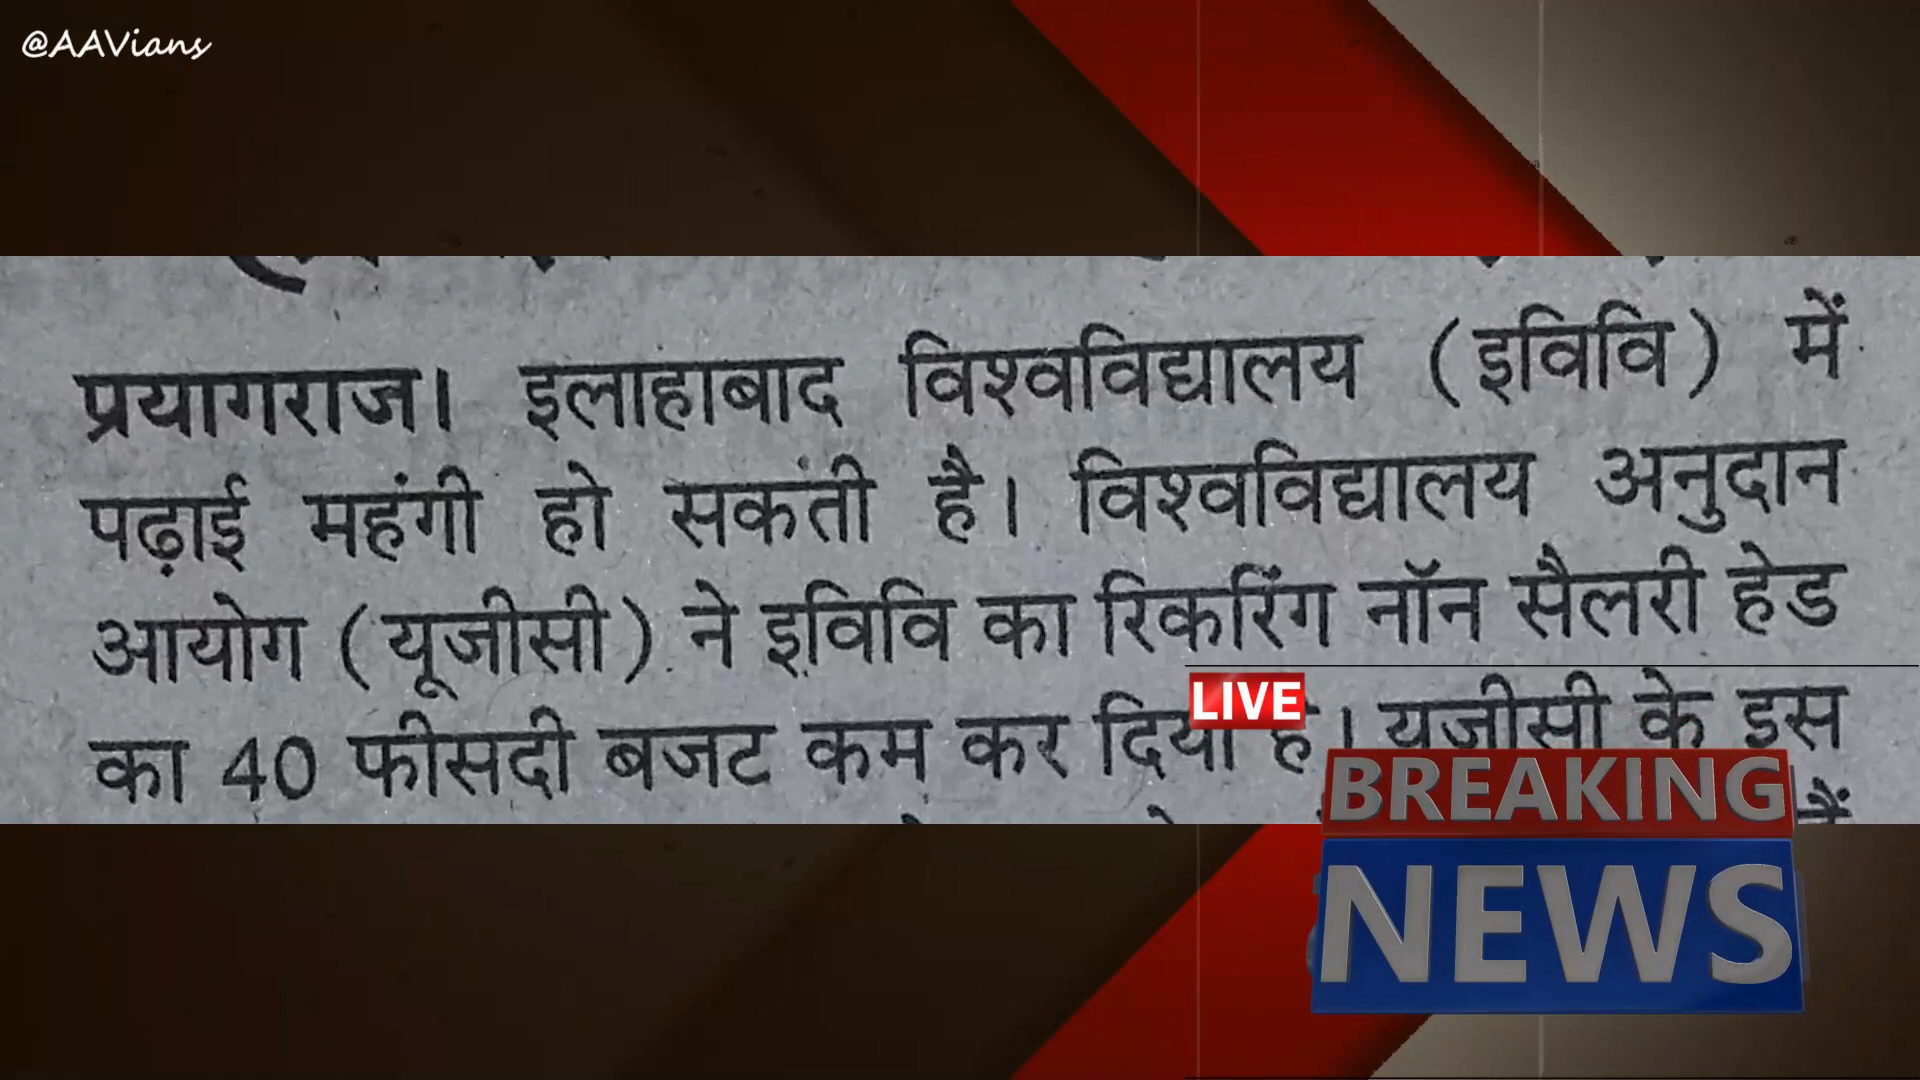 @AAVians
प्रयागराज। इलाहाबाद विश्वविद्यालय (इविवि) में
पढ़ाई महंगी हो सकती है। विश्वविद्यालय अनुदान
आयोग (यूजीसी) ने इविवि का रिकरिंग नॉन सैलरी हेड
का 40 फीसदी बजट कम कर दिया है। यूजीसी के इस
LIVE
BREAKING
NEWS